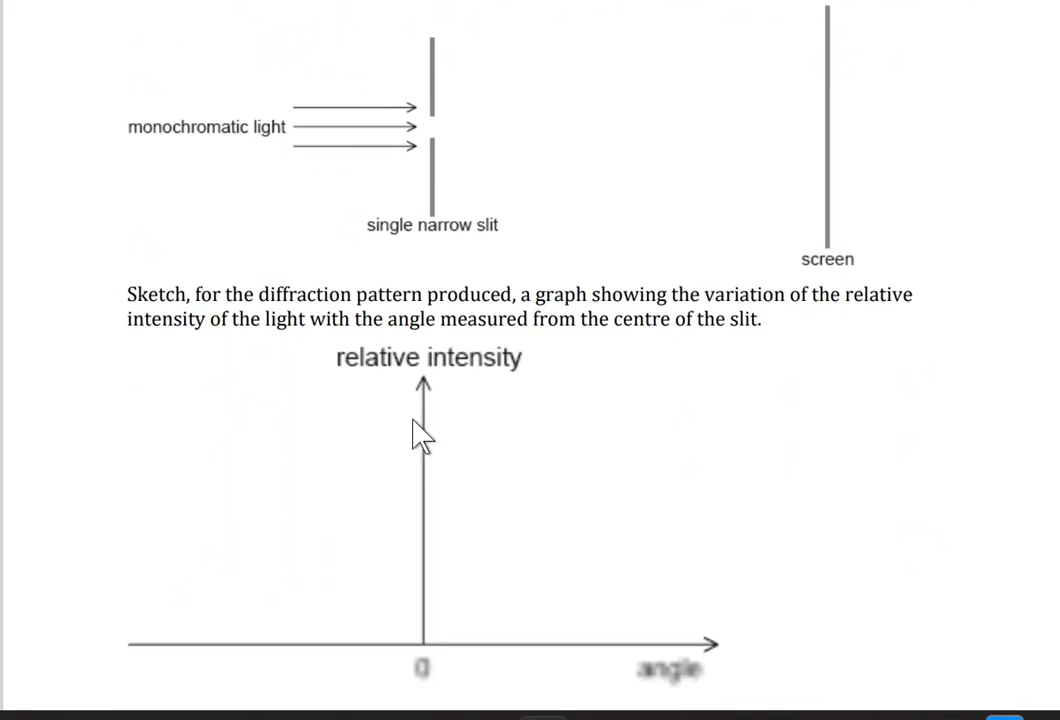 monochromatic light
single narrow slit
screen
Sketch, for the diffraction pattern produced, a graph showing the variation of the relative
intensity of the light with the angle measured from the centre of the slit.
relative intensity
0
angle